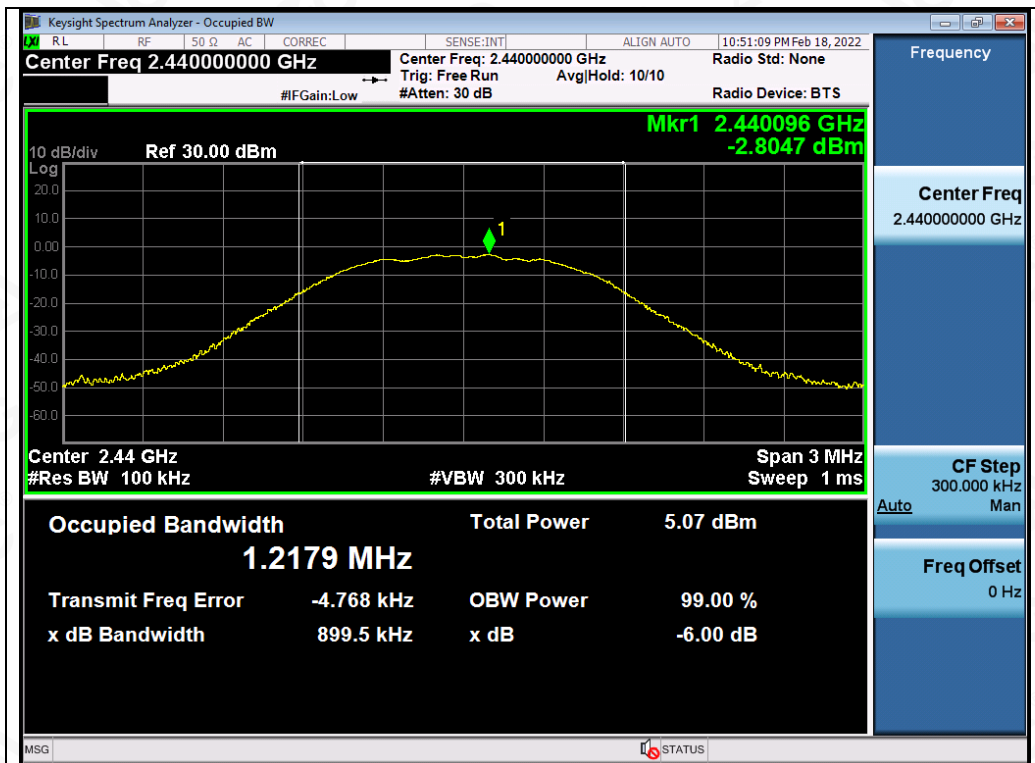 Keysight Spectrum Analyzer - Occupied BW
LXI RL RF 50 Ω AC CORREC SENSE:INT ALIGN AUTO 10:51:09 PM Feb 18, 2022
Center Freq 2.440000000 GHz
Center Freq: 2.440000000 GHz Radio Std: None
Trig: Free Run Avg|Hold: 10/10
#IFGain:Low #Atten: 30 dB Radio Device: BTS
Mkr1 2.440096 GHz
-2.8047 dBm
10 dB/div Ref 30.00 dBm
Log
20.0
10.0
1
0.00
-10.0
-20.0
-30.0
-40.0
-50.0
-60.0
Center 2.44 GHz Span 3 MHz
#Res BW 100 kHz #VBW 300 kHz Sweep 1 ms
Occupied Bandwidth Total Power 5.07 dBm
1.2179 MHz
Transmit Freq Error -4.768 kHz OBW Power 99.00 %
x dB Bandwidth 899.5 kHz x dB -6.00 dB
MSG STATUS
Frequency
Center Freq
2.440000000 GHz
CF Step
300.000 kHz
Auto Man
Freq Offset
0 Hz